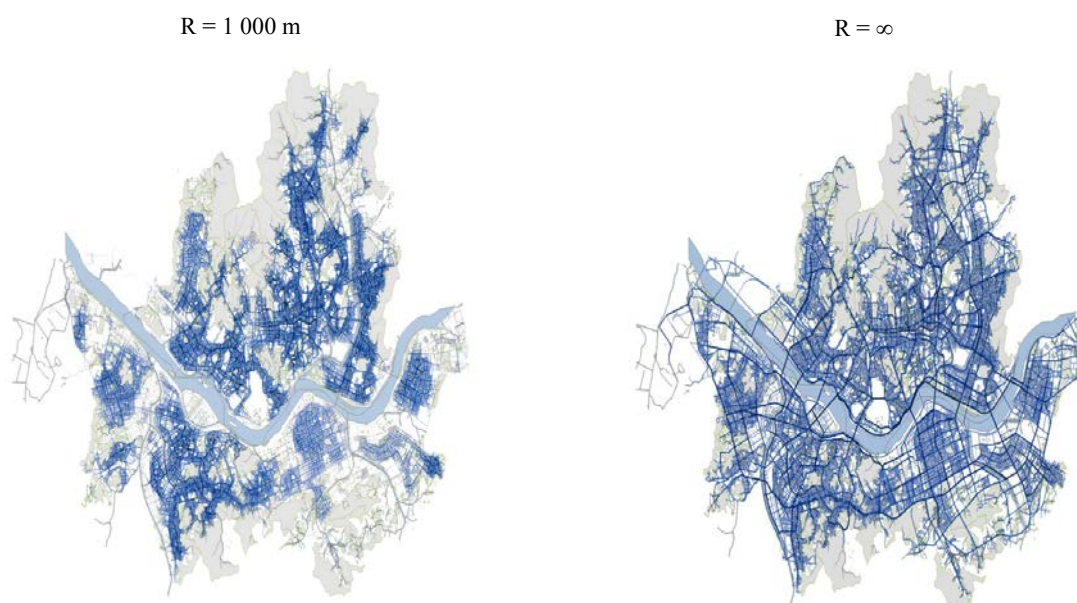 R = 1 000 m
R = ∞